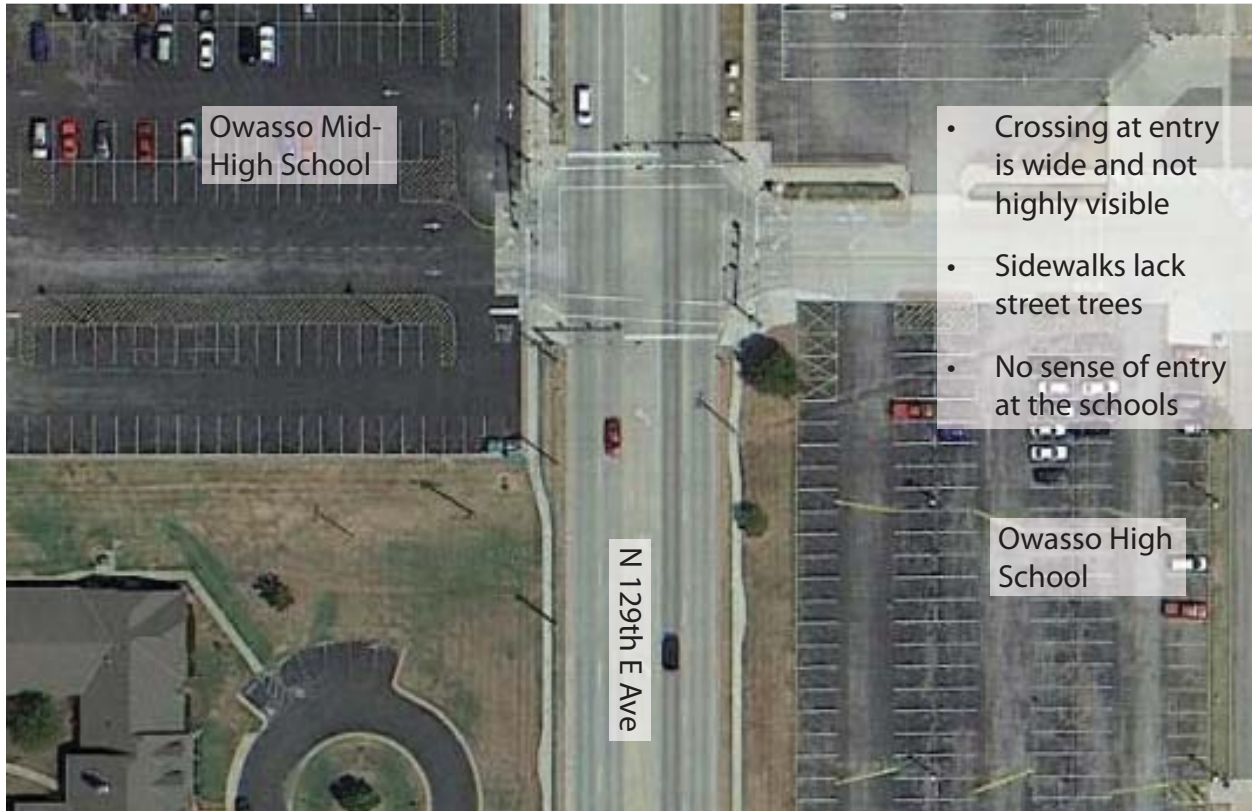 Owasso Mid-
High School
• Crossing at entry
is wide and not
highly visible
• Sidewalks lack
street trees
• No sense of entry
at the schools
Owasso High
School
N 129th E Ave